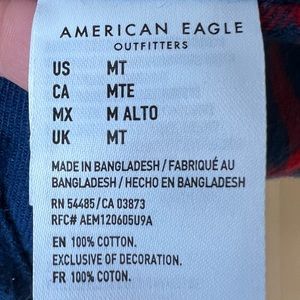 AMERICAN EAGLE
OUTFITTERS
US MT
CA MTE
MX M ALTO
UK MT
MADE IN BANGLADESH / FABRIQUÉ AU
BANGLADESH / HECHO EN BANGLADESH
RN 54485 / CA 03873
RFC# AEM120605U9A
EN 100% COTTON.
EXCLUSIVE OF DECORATION.
FR 100% COTON.